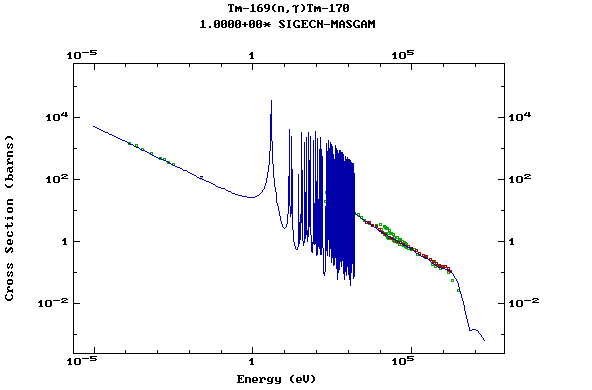 Tm-169(n,γ)Tm-170
1.0000+00* SIGECN-MASGAM
10-5 1 105
104 104
102 102
Cross Section (barns)
1 1
10-2 10-2
10-5 1 105
Energy (eV)